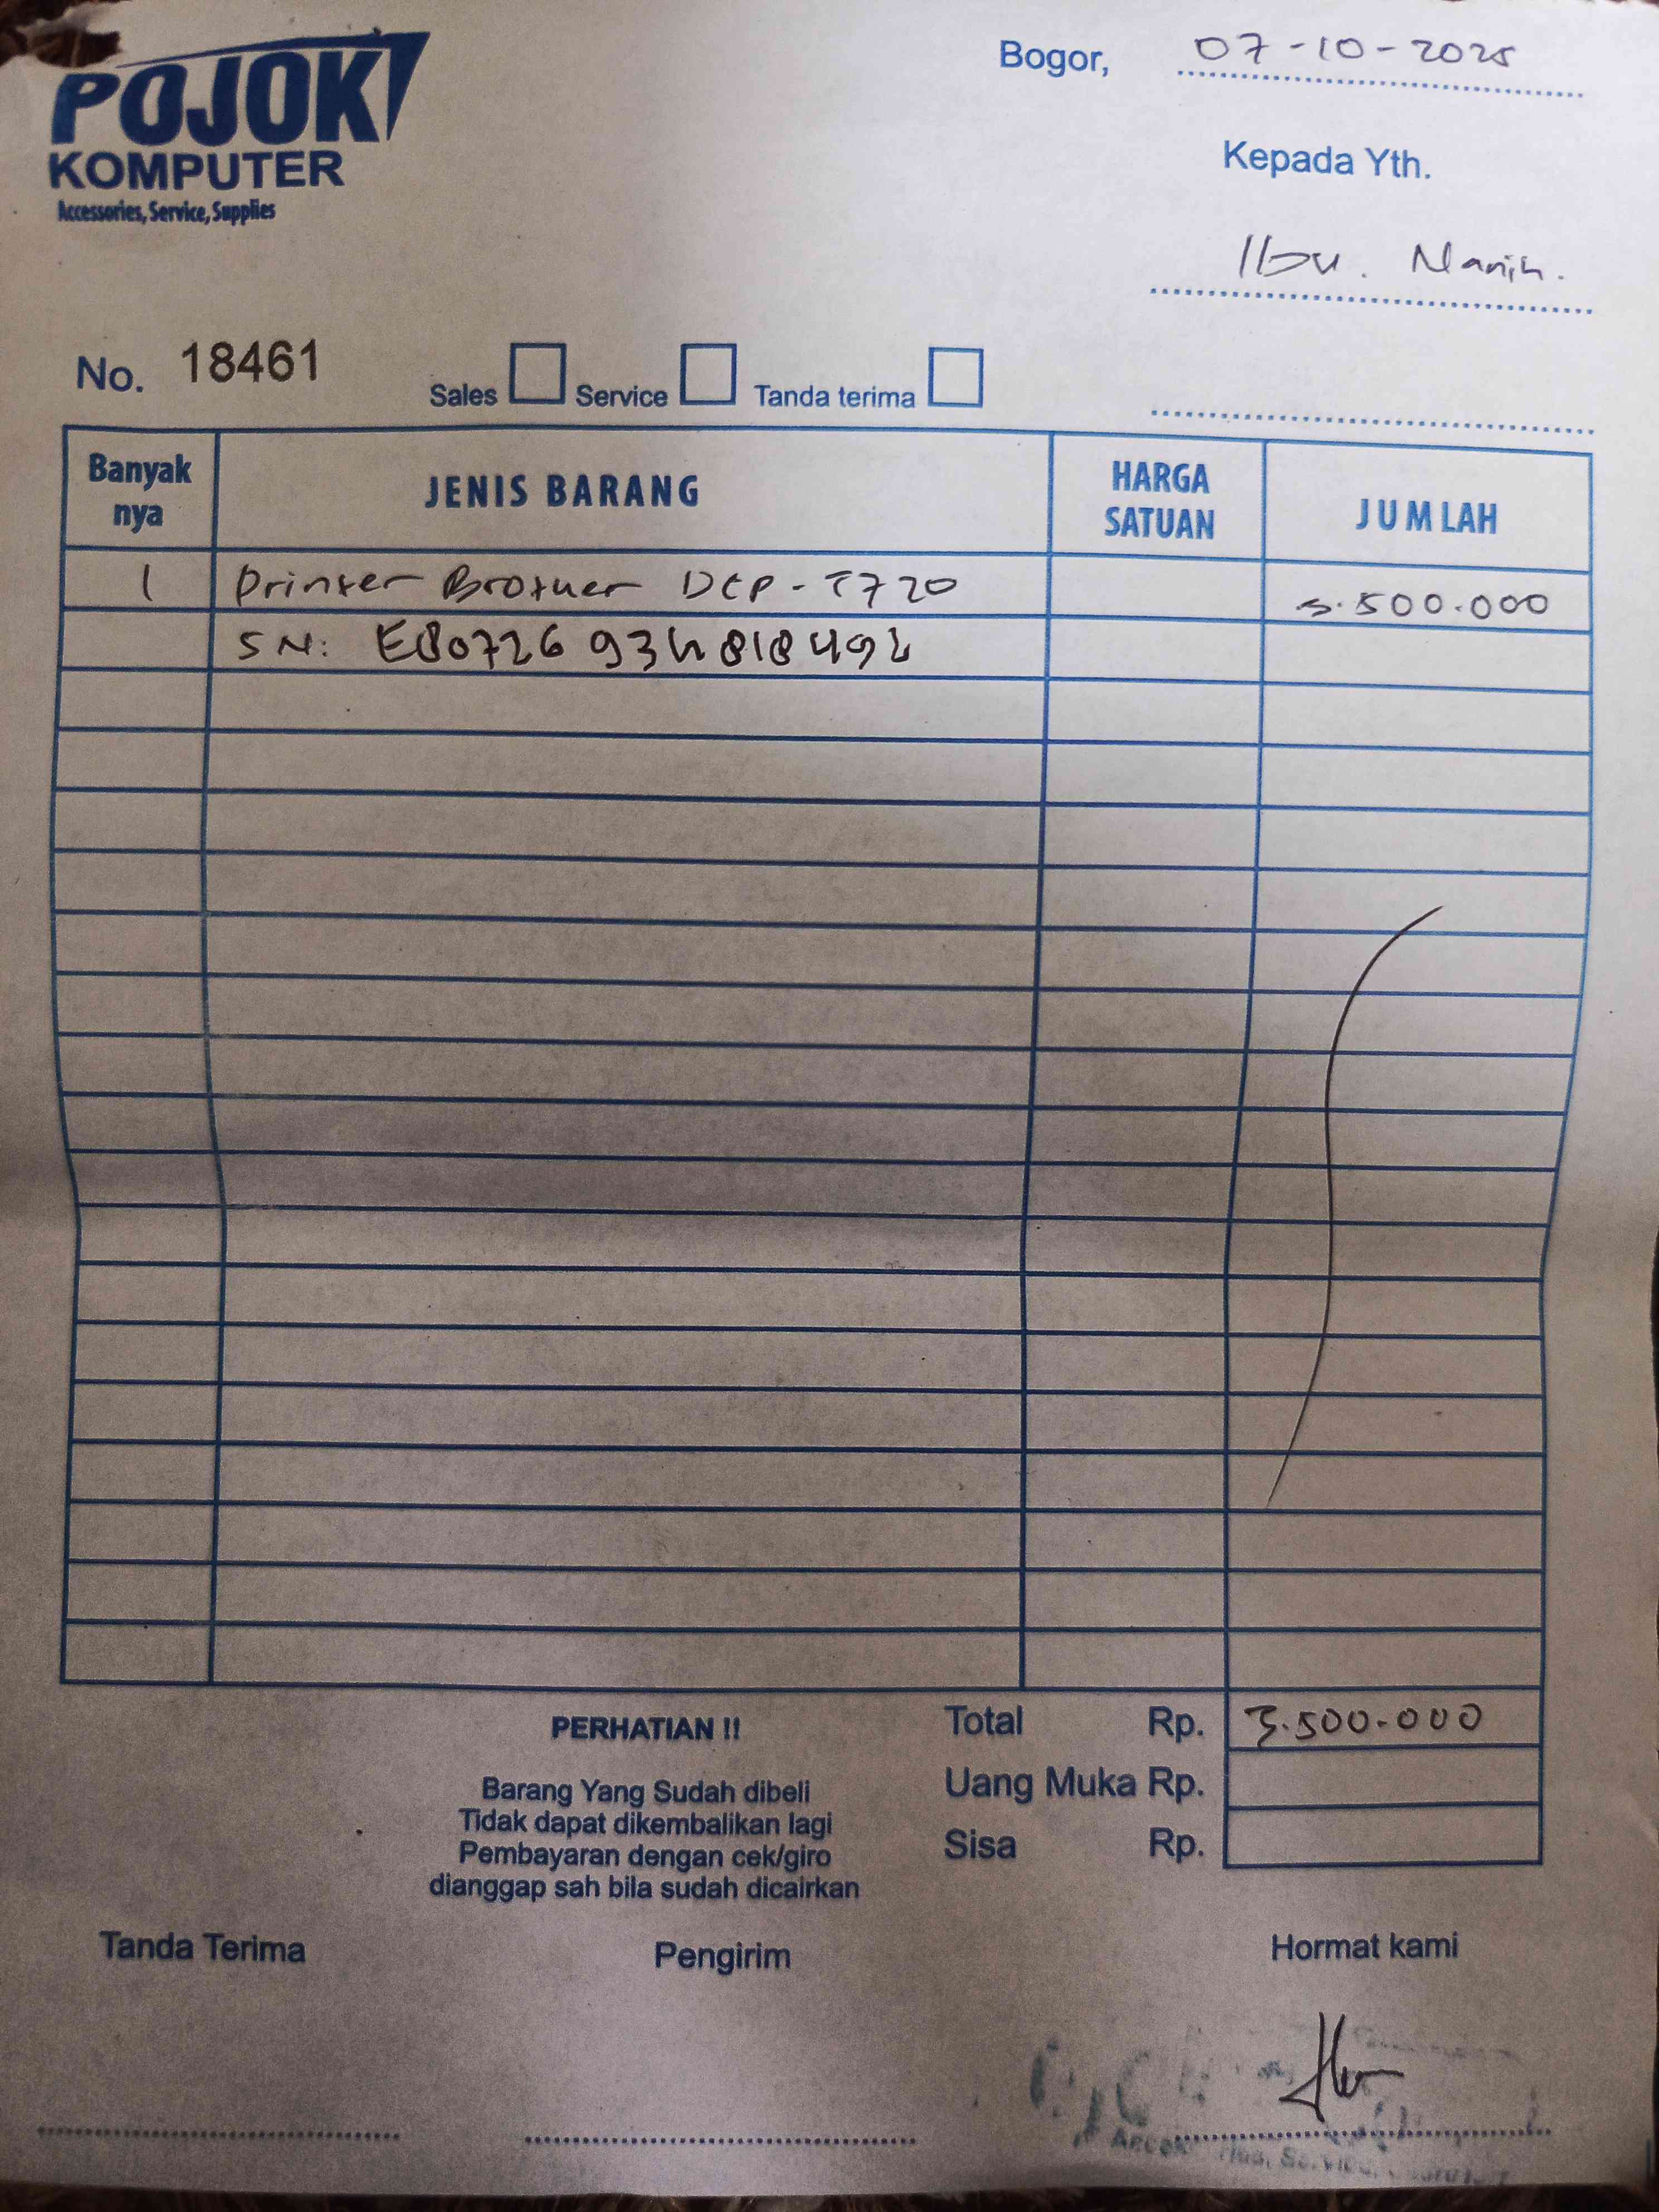 POJOK
KOMPUTER
Accessories, Service, Supplies
Bogor, 07-10-2025
Kepada Yth.
Ibu.
No. 18461
Sales Service Tanda terima
Banyak nya JENIS BARANG HARGA SATUAN JUMLAH
1 Printer Brother DCP-T720 3.500.000
SN:
Total Rp. 3.500.000
Uang Muka Rp.
Sisa Rp.
PERHATIAN !!
Barang Yang Sudah dibeli
Tidak dapat dikembalikan lagi
Pembayaran dengan cek/giro
dianggap sah bila sudah dicairkan
Tanda Terima Pengirim Hormat kami